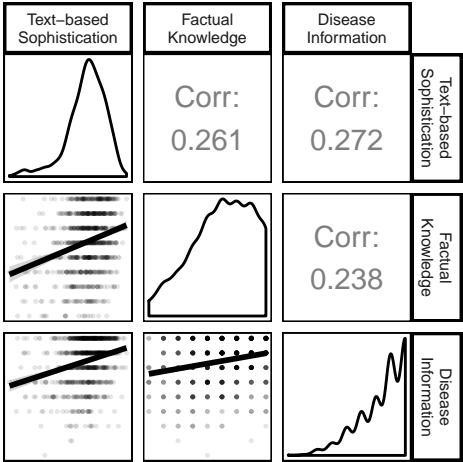 Text–based
Sophistication
Factual
Knowledge
Disease
Information
Corr:
0.261
Corr:
0.272
Text–based
Sophistication
Corr:
0.238
Factual
Knowledge
Disease
Information